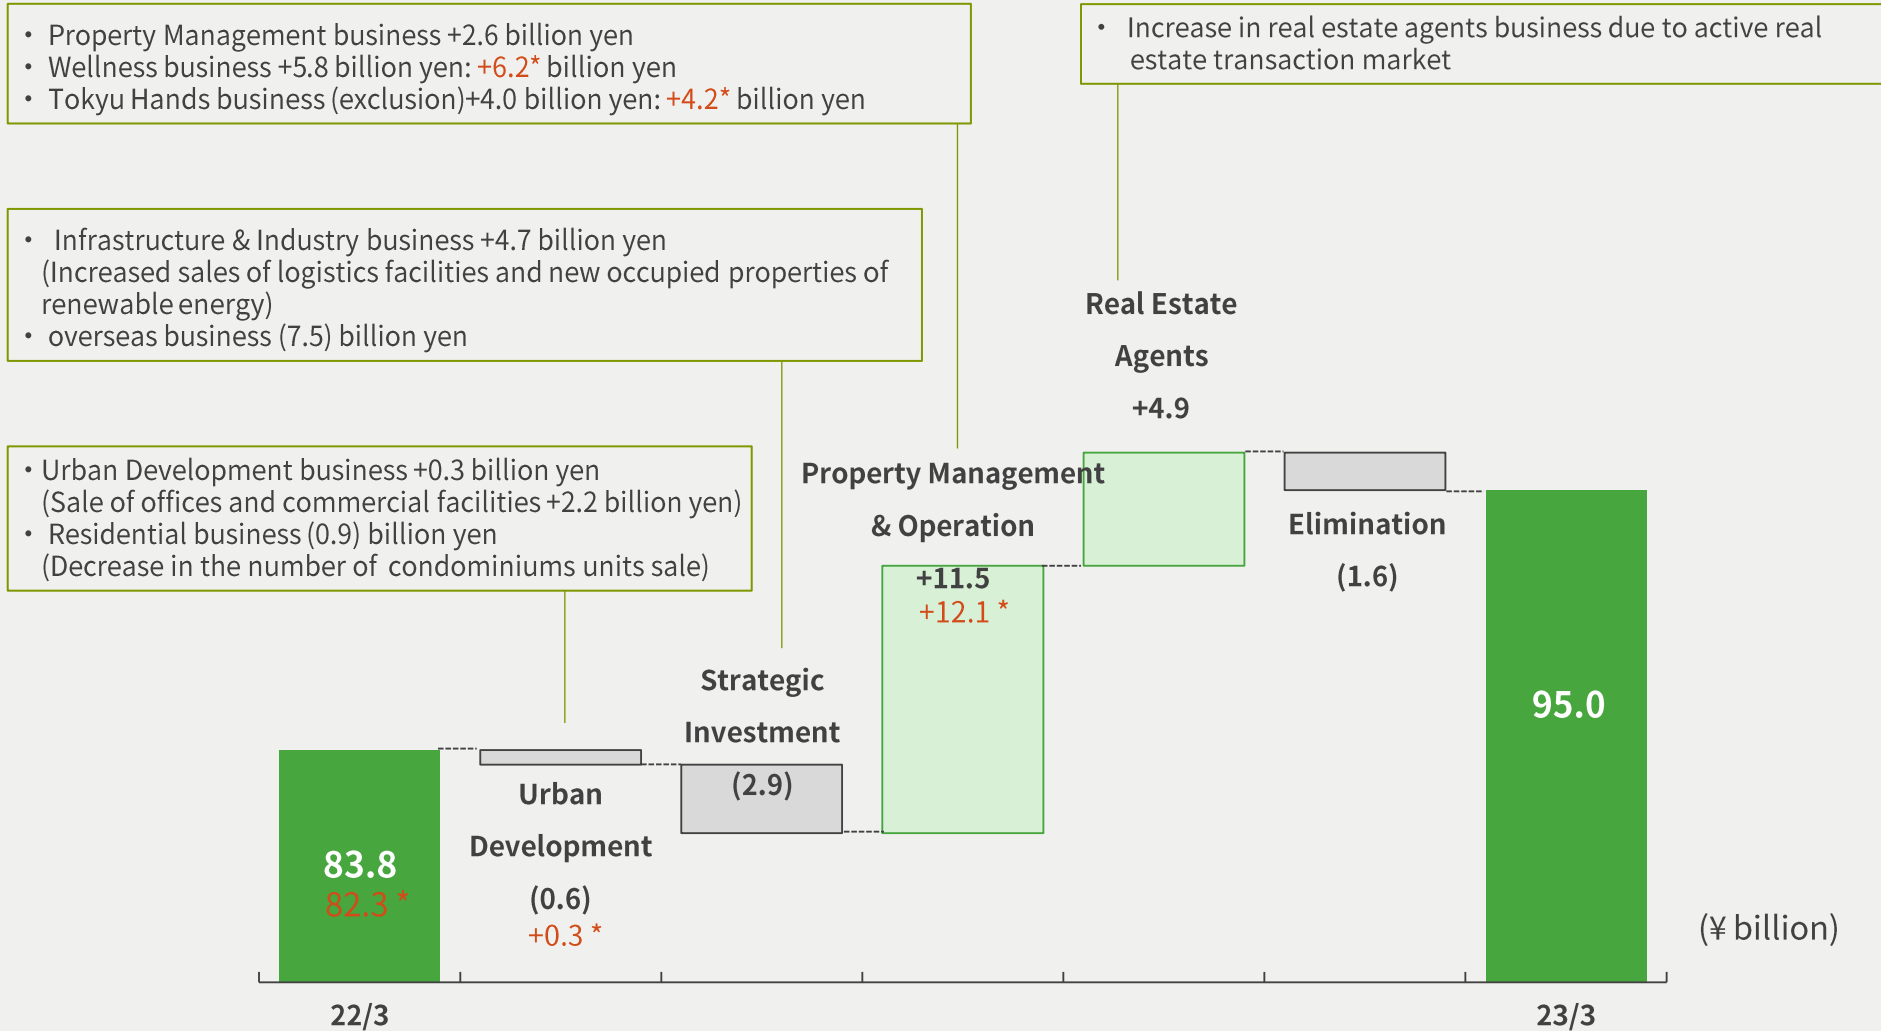 • Property Management business +2.6 billion yen
• Wellness business +5.8 billion yen: +6.2* billion yen
• Tokyu Hands business (exclusion)+4.0 billion yen: +4.2* billion yen
• Increase in real estate agents business due to active real
estate transaction market
• Infrastructure & Industry business +4.7 billion yen
(Increased sales of logistics facilities and new occupied properties of
renewable energy)
• overseas business (7.5) billion yen
• Urban Development business +0.3 billion yen
(Sale of offices and commercial facilities +2.2 billion yen)
• Residential business (0.9) billion yen
(Decrease in the number of condominiums units sale)
Real Estate
Agents
+4.9
Property Management
& Operation
+11.5
+12.1 *
Elimination
(1.6)
Strategic
Investment
(2.9)
Urban
Development
(0.6)
+0.3 *
83.8
82.3 *
95.0
(¥ billion)
22/3
23/3